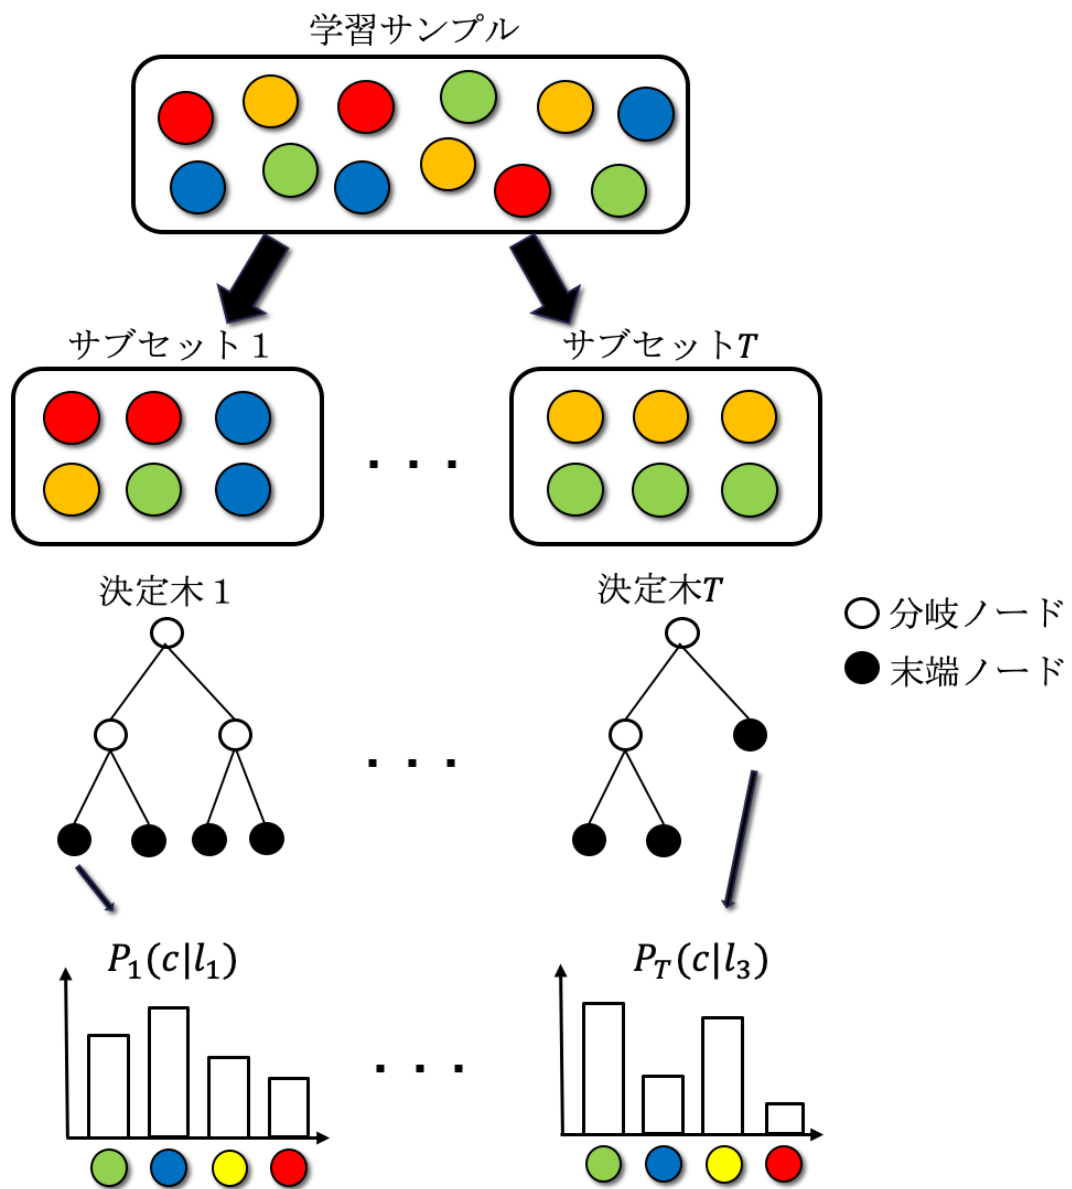 学習サンプル
サブセット１
サブセットT
. . .
決定木１
決定木T
分岐ノード
末端ノード
. . .
P₁(c|l₁)
P_T(c|l₃)
. . .